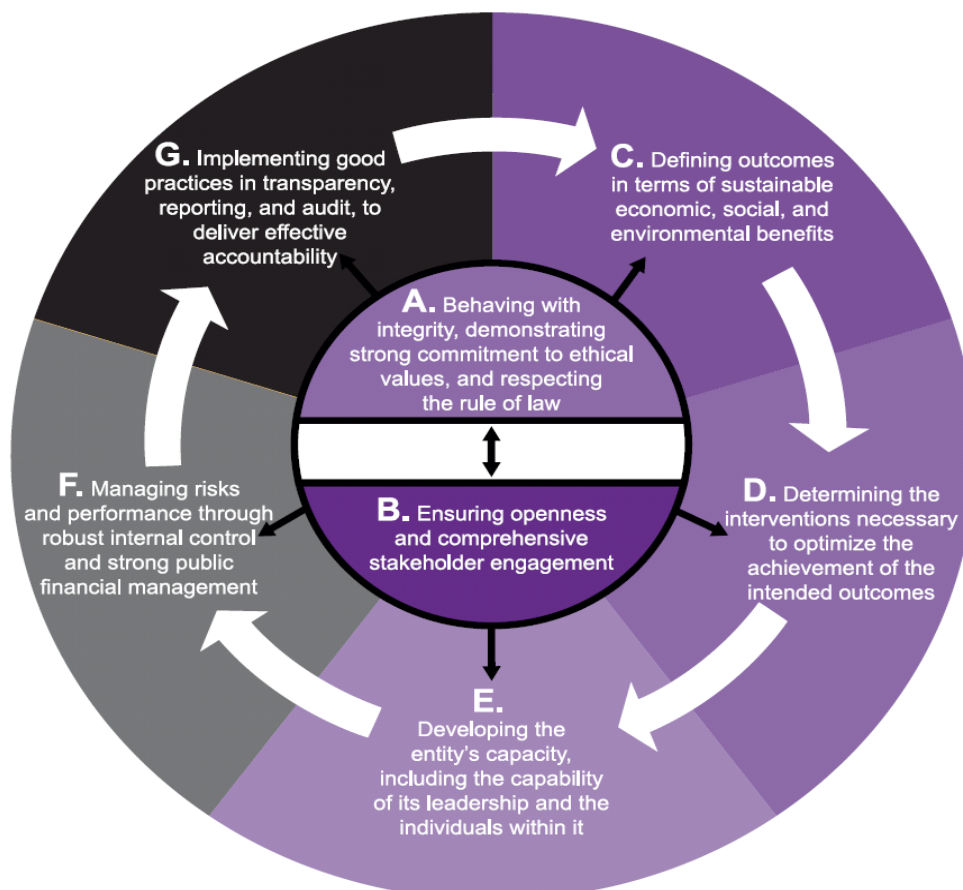 G. Implementing good
practices in transparency,
reporting, and audit, to
deliver effective
accountability
C. Defining outcomes
in terms of sustainable
economic, social, and
environmental benefits
A. Behaving with
integrity, demonstrating
strong commitment to ethical
values, and respecting
the rule of law
B. Ensuring openness
and comprehensive
stakeholder engagement
F. Managing risks
and performance through
robust internal control
and strong public
financial management
D. Determining the
interventions necessary
to optimize the
achievement of the
intended outcomes
E.
Developing the
entity's capacity,
including the capability
of its leadership and the
individuals within it